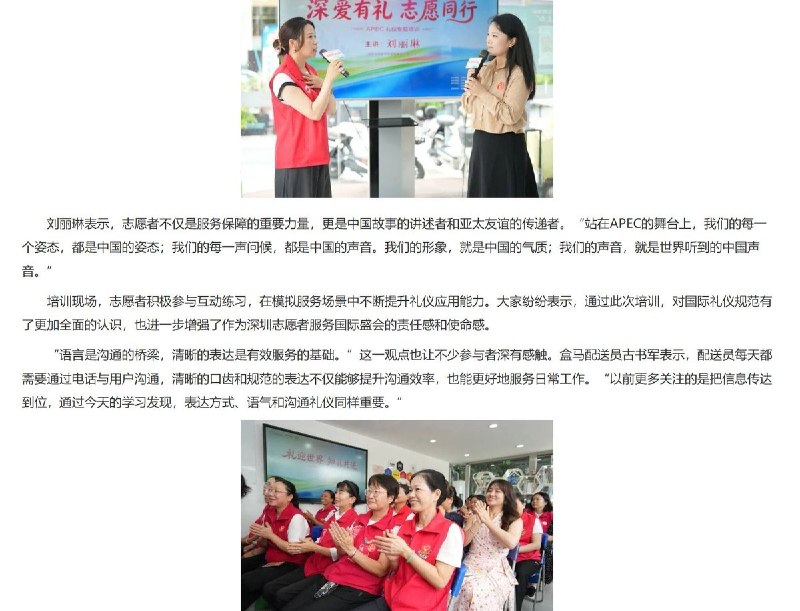 深爱有礼 志愿同行
APEC 礼仪专题培训
主讲：刘丽琳
刘丽琳表示，志愿者不仅是服务保障的重要力量，更是中国故事的讲述者和亚太友谊的传递者。“站在APEC的舞台上，我们的每一
个姿态，都是中国的姿态；我们的每一声问候，都是中国的声音。我们的形象，就是中国的气质；我们的声音，就是世界听到的中国声
音。”
培训现场，志愿者积极参与互动练习，在模拟服务场景中不断提升礼仪应用能力。大家纷纷表示，通过此次培训，对国际礼仪规范有
了更加全面的认识，也进一步增强了作为深圳志愿者服务国际盛会的责任感和使命感。
“语言是沟通的桥梁，清晰的表达是有效服务的基础。”这一观点也让不少参与者深有感触。盒马配送员古书军表示，配送员每天都
需要通过电话与用户沟通，清晰的口齿和规范的表达不仅能够提升沟通效率，也能更好地服务日常工作。“以前更多关注的是把信息传达
到位，通过今天的学习发现，表达方式、语气和沟通礼仪同样重要。”
礼迎世界